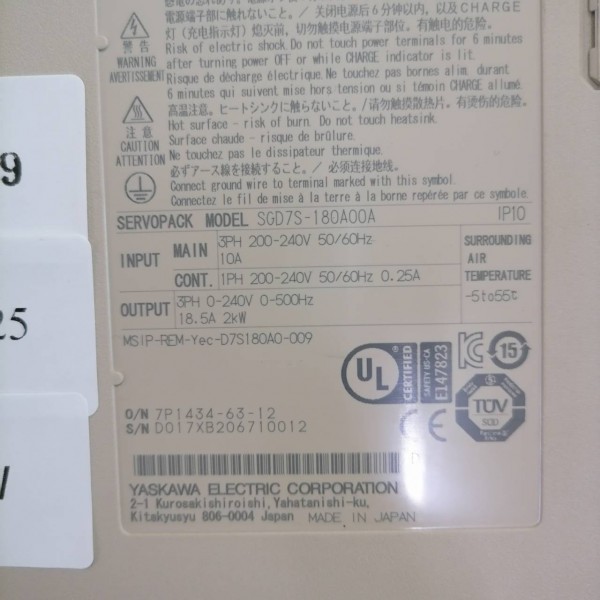 電源端子部に触れないこと。／ 关闭电源后6分钟以内，以及CHARGE
灯（充电指示灯）熄灭前，切勿触摸电源端子部位。有触电的危险。
WARNING
AVERTISSEMENT
Risk of electric shock. Do not touch power terminals for 6 minutes
after turning power OFF or while CHARGE indicator is lit.
Risque de décharge électrique. Ne touchez pas bornes alim. durant
6 minutes qui suivent mise hors tension ou si témoin CHARGE allumé.
注意
CAUTION
ATTENTION
高温注意。ヒートシンクに触らないこと。／请勿触摸散热片。有烫伤的危险。
Hot surface - risk of burn. Do not touch heatsink.
Surface chaude - risque de brûlure.
Ne touchez pas le dissipateur thermique.
必ずアース線を接続すること。／ 必须连接地线。
Connect ground wire to terminal marked with this symbol.
Connectez le fil de mise à la terre à la borne repérée par ce symbole.
SERVOPACK MODEL SGD7S-180A00A IP10
INPUT
MAIN 3PH 200-240V 50/60Hz
10A
CONT. 1PH 200-240V 50/60Hz 0.25A
OUTPUT 3PH 0-240V 0-500Hz
18.5A 2kW
SURROUNDING
AIR
TEMPERATURE
-5to55℃
MSIP-REM-Yec-D7S180A0-009
UL CERTIFIED
SAFETY US-CA
E147823
15
TÜV
SÜD
CE
O/N 7P1434-63-12
S/N D017XB206710012
YASKAWA ELECTRIC CORPORATION
2-1 Kurosakishiroishi, Yahatanishi-ku,
Kitakyusyu 806-0004 Japan MADE IN JAPAN
9
25